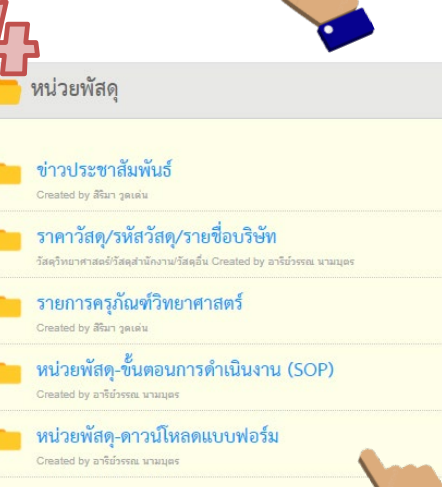 4
หน่วยพัสดุ
ข่าวประชาสัมพันธ์
Created by สิริมา วูดเด่น
ราคาวัสดุ/รหัสวัสดุ/รายชื่อบริษัท
วัสดุวิทยาศาสตร์/วัสดุสำนักงาน/วัสดุอื่น Created by อารีย์วรรณ นามบุตร
รายการครุภัณฑ์วิทยาศาสตร์
Created by สิริมา วูดเด่น
หน่วยพัสดุ-ขั้นตอนการดำเนินงาน (SOP)
Created by อารีย์วรรณ นามบุตร
หน่วยพัสดุ-ดาวน์โหลดแบบฟอร์ม
Created by อารีย์วรรณ นามบุตร